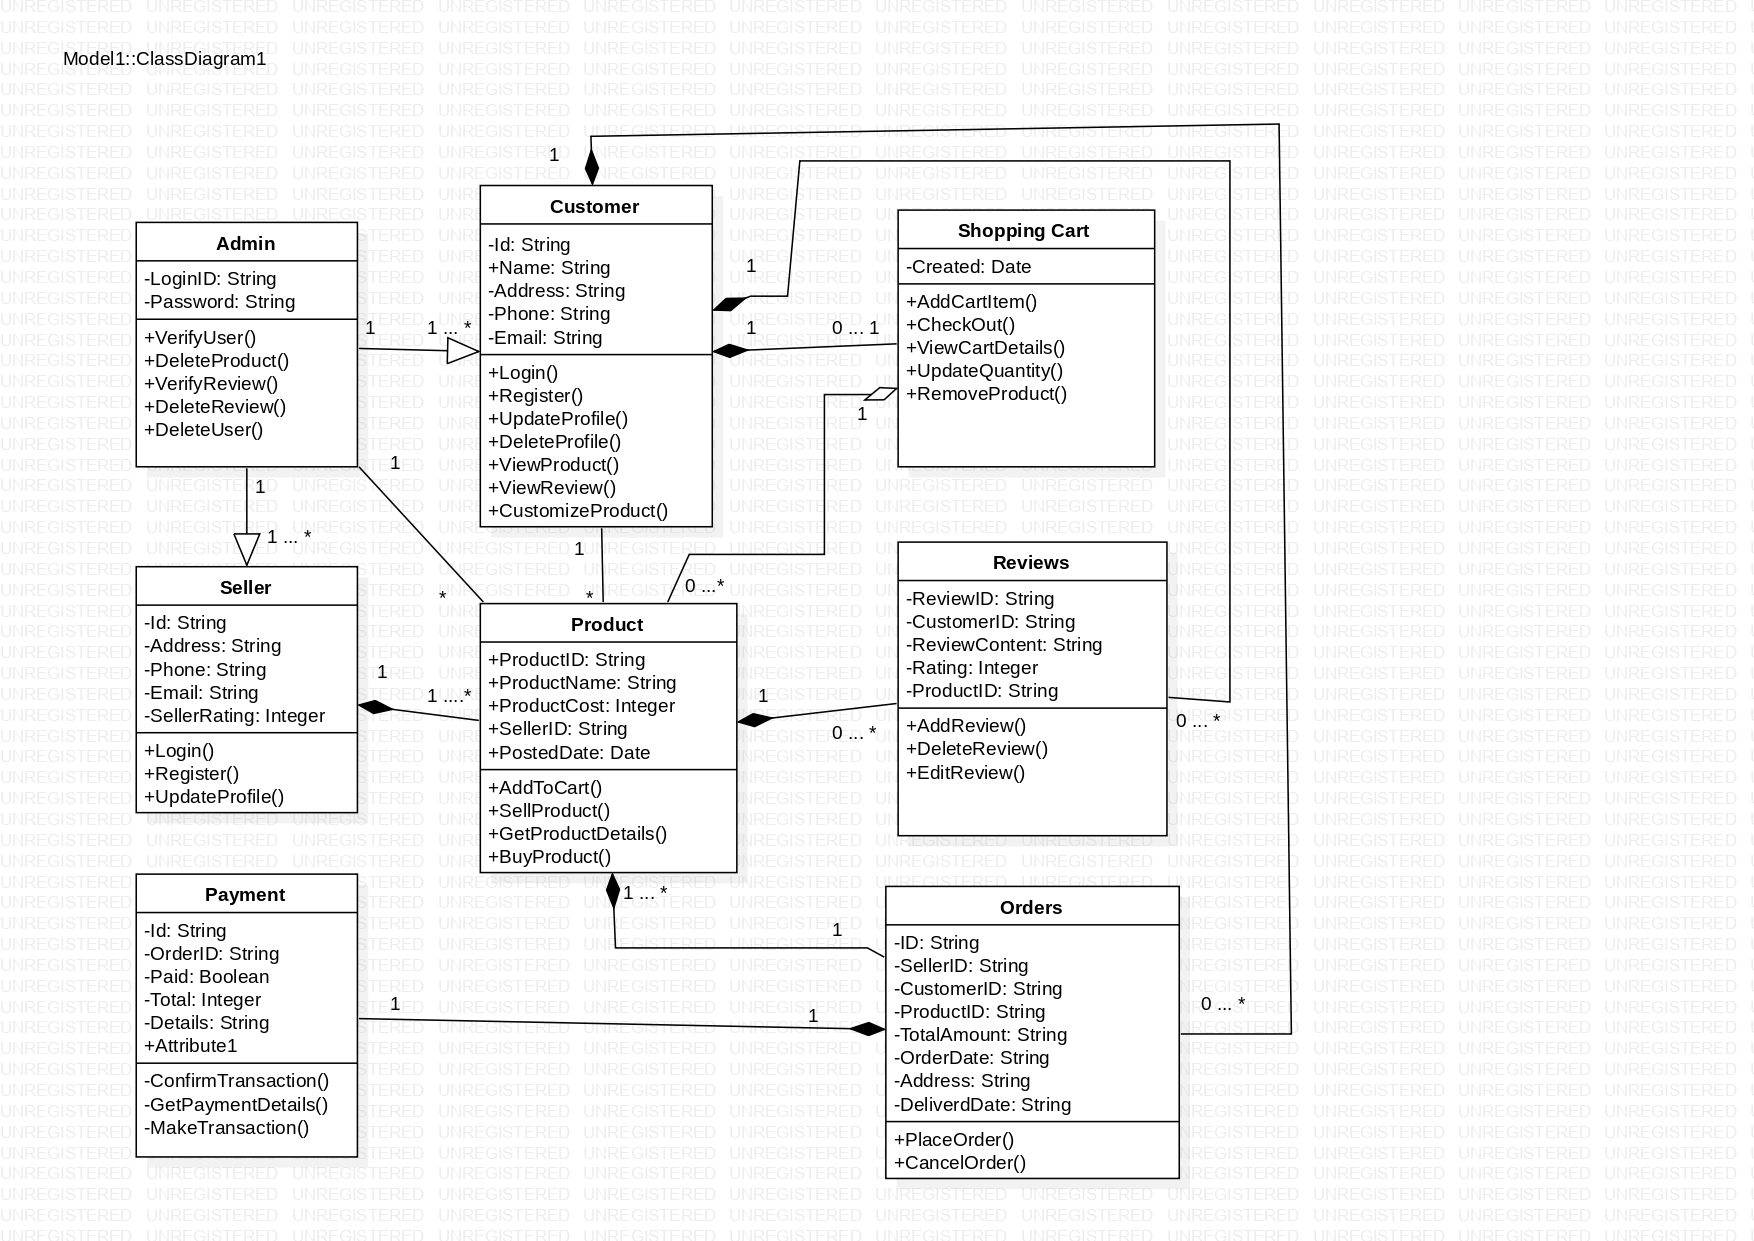 Model1::ClassDiagram1
Admin
-LoginID: String
-Password: String
+VerifyUser()
+DeleteProduct()
+VerifyReview()
+DeleteReview()
+DeleteUser()
1
1 ... *
Customer
-Id: String
+Name: String
-Address: String
-Phone: String
-Email: String
+Login()
+Register()
+UpdateProfile()
+DeleteProfile()
+ViewProduct()
+ViewReview()
+CustomizeProduct()
1
1
1
0 ... 1
Shopping Cart
-Created: Date
+AddCartItem()
+CheckOut()
+ViewCartDetails()
+UpdateQuantity()
+RemoveProduct()
1
1
1
1 ... *
*
1
*
0 ...*
Seller
-Id: String
-Address: String
-Phone: String
-Email: String
-SellerRating: Integer
+Login()
+Register()
+UpdateProfile()
1
1 ....*
Product
+ProductID: String
+ProductName: String
+ProductCost: Integer
+SellerID: String
+PostedDate: Date
+AddToCart()
+SellProduct()
+GetProductDetails()
+BuyProduct()
1
0 ... *
Reviews
-ReviewID: String
-CustomerID: String
-ReviewContent: String
-Rating: Integer
-ProductID: String
+AddReview()
+DeleteReview()
+EditReview()
0 ... *
1 ... *
1
Payment
-Id: String
-OrderID: String
-Paid: Boolean
-Total: Integer
-Details: String
+Attribute1
-ConfirmTransaction()
-GetPaymentDetails()
-MakeTransaction()
1
1
Orders
-ID: String
-SellerID: String
-CustomerID: String
-ProductID: String
-TotalAmount: String
-OrderDate: String
-Address: String
-DeliverdDate: String
+PlaceOrder()
+CancelOrder()
0 ... *
UNREGISTERED